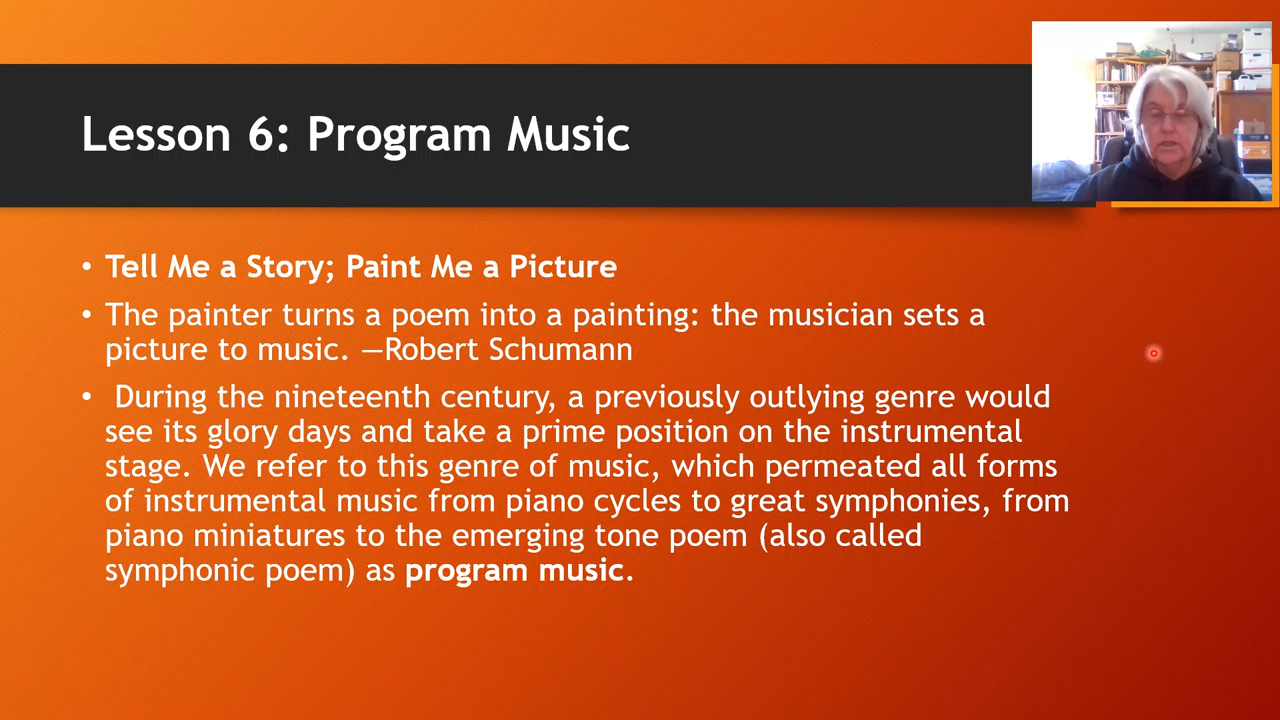 Lesson 6: Program Music
• Tell Me a Story; Paint Me a Picture
• The painter turns a poem into a painting: the musician sets a
picture to music. —Robert Schumann
• During the nineteenth century, a previously outlying genre would
see its glory days and take a prime position on the instrumental
stage. We refer to this genre of music, which permeated all forms
of instrumental music from piano cycles to great symphonies, from
piano miniatures to the emerging tone poem (also called
symphonic poem) as program music.